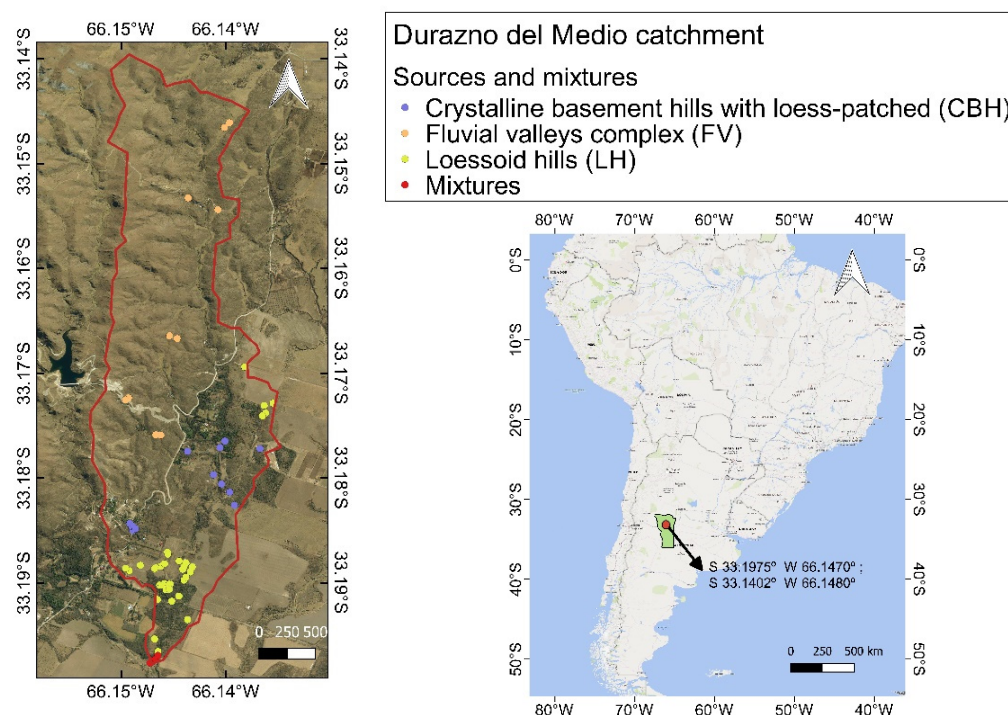 66.15°W 66.14°W
33.14°S 33.14°S
33.15°S 33.15°S
33.16°S 33.16°S
33.17°S 33.17°S
33.18°S 33.18°S
33.19°S 33.19°S
0 250 500
66.15°W 66.14°W
Durazno del Medio catchment
Sources and mixtures
Crystalline basement hills with loess-patched (CBH)
Fluvial valleys complex (FV)
Loessoid hills (LH)
Mixtures
80°W 70°W 60°W 50°W 40°W
0°S 0°S
10°S 10°S
20°S 20°S
30°S 30°S
40°S 40°S
50°S 50°S
S 33.1975º W 66.1470º ;
S 33.1402º W 66.1480º
0 250 500 km
80°W 70°W 60°W 50°W 40°W